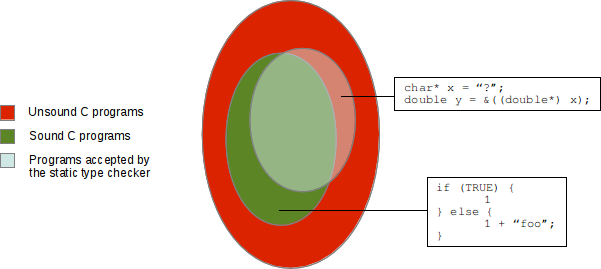 char* x = “?”;
double y = &((double*) x);
Unsound C programs
Sound C programs
Programs accepted by
the static type checker
if (TRUE) {
1
} else {
1 + “foo”;
}